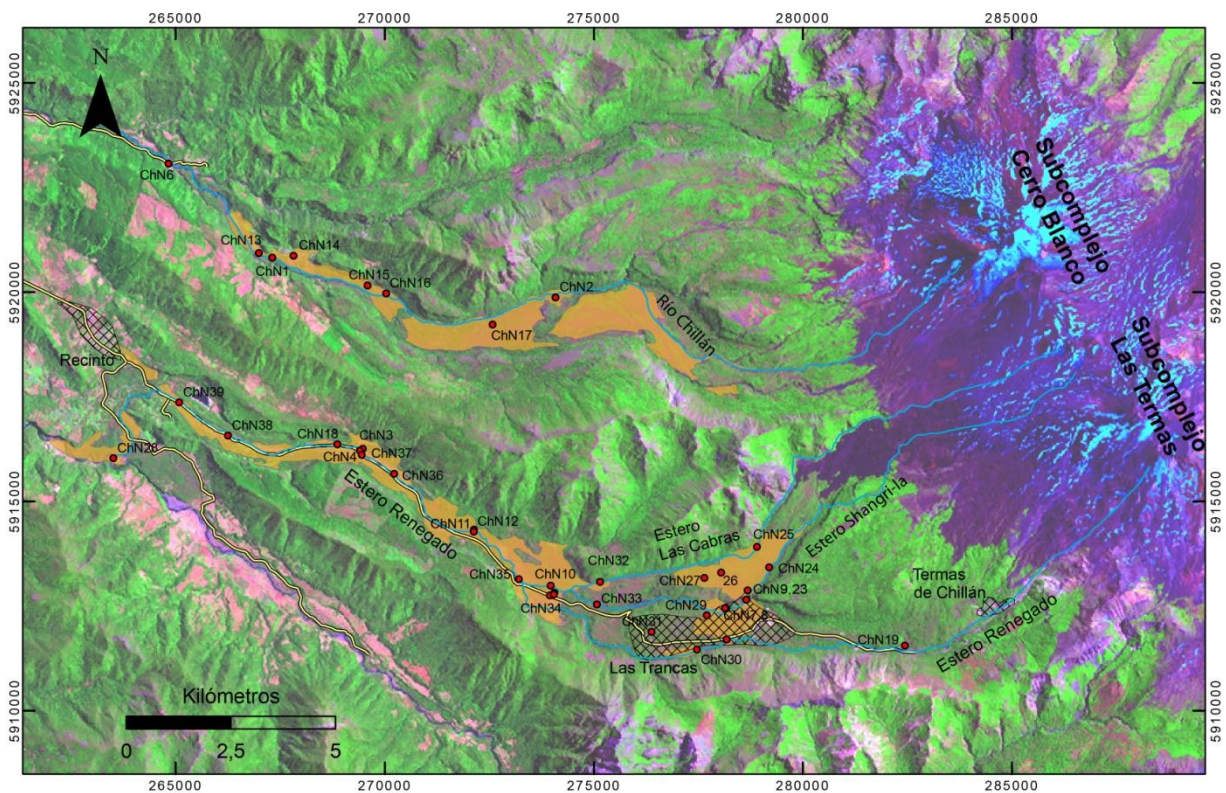 265000
270000
275000
280000
285000
5925000
5925000
N
ChN6
Subcomplejo
Cerro Blanco
ChN13
ChN14
ChN1
ChN15
ChN16
ChN2
ChN17
Río Chillán
5920000
5920000
Subcomplejo
Las Termas
Recinto
ChN39
ChN38
ChN18
ChN3
ChN4
ChN37
ChN28
ChN36
Estero Renegado
5915000
5915000
ChN11
ChN12
Estero
Las Cabras
ChN25
Estero Shangri-la
ChN35
ChN10
ChN32
ChN27
26
ChN24
ChN9,23
Termas
de Chillán
ChN34
ChN33
ChN29
ChN31
ChN19
Estero Renegado
Las Trancas
ChN30
5910000
5910000
Kilómetros
0
2,5
5
265000
270000
275000
280000
285000